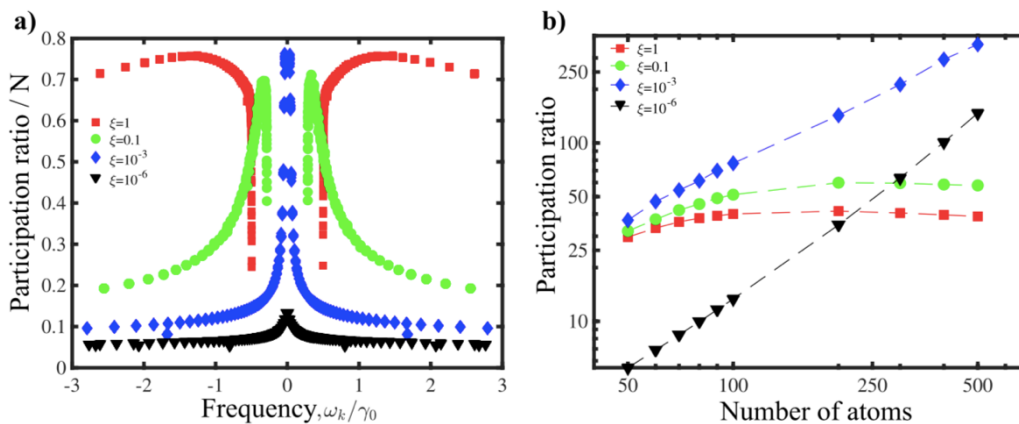 a)
0.8
0.7
0.6
0.5
0.4
0.3
0.2
0.1
0
Participation ratio / N
ξ=1
ξ=0.1
ξ=10⁻³
ξ=10⁻⁶
-3 -2 -1 0 1 2 3
Frequency,ωₖ/γ₀
b)
250
100
50
25
10
Participation ratio
ξ=1
ξ=0.1
ξ=10⁻³
ξ=10⁻⁶
50 100 250 500
Number of atoms